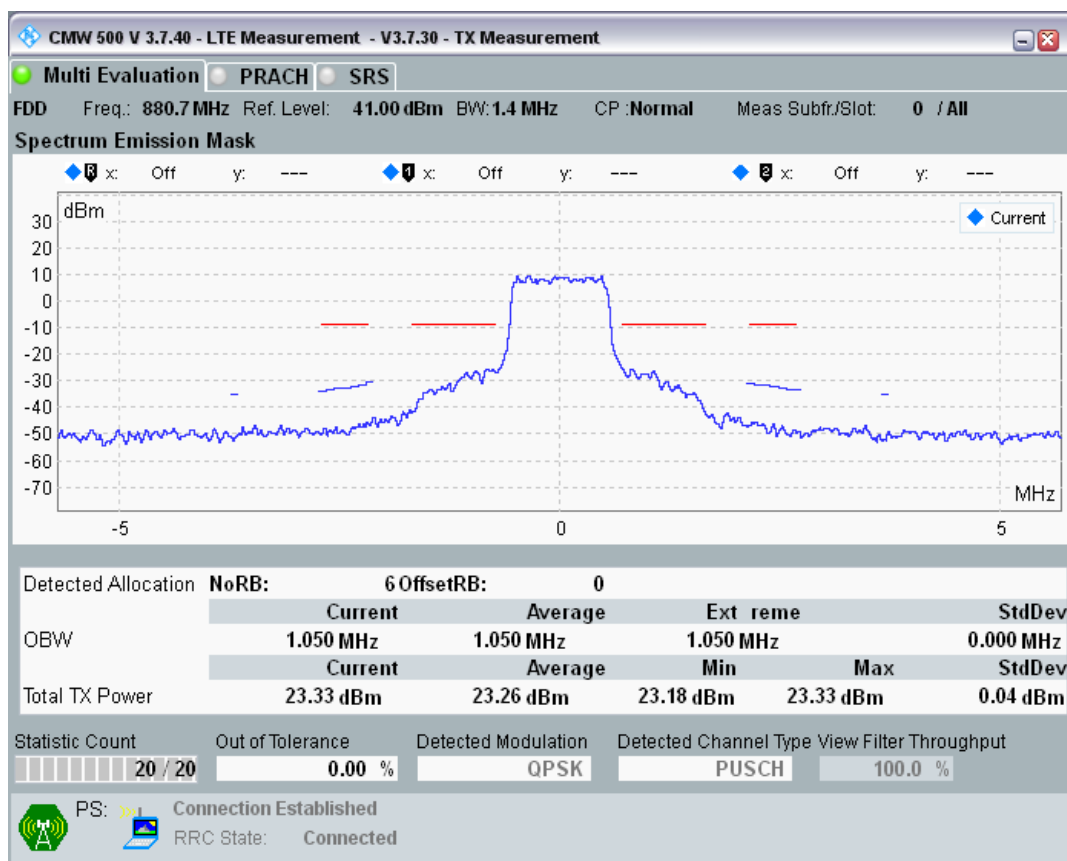 CMW 500 V 3.7.40 - LTE Measurement - V3.7.30 - TX Measurement
Multi Evaluation PRACH SRS
FDD Freq.: 880.7 MHz Ref. Level: 41.00 dBm BW: 1.4 MHz CP :Normal Meas Subfr./Slot: 0 / All
Spectrum Emission Mask
R x: Off y: --- 1 x: Off y: --- 2 x: Off y: ---
dBm
Current
30
20
10
0
-10
-20
-30
-40
-50
-60
-70
MHz
-5 0 5
Detected Allocation NoRB: 6 OffsetRB: 0
Current Average Ext reme StdDev
OBW 1.050 MHz 1.050 MHz 1.050 MHz 0.000 MHz
Current Average Min Max StdDev
Total TX Power 23.33 dBm 23.26 dBm 23.18 dBm 23.33 dBm 0.04 dBm
Statistic Count Out of Tolerance Detected Modulation Detected Channel Type View Filter Throughput
20 / 20 0.00 % QPSK PUSCH 100.0 %
PS: Connection Established
RRC State: Connected